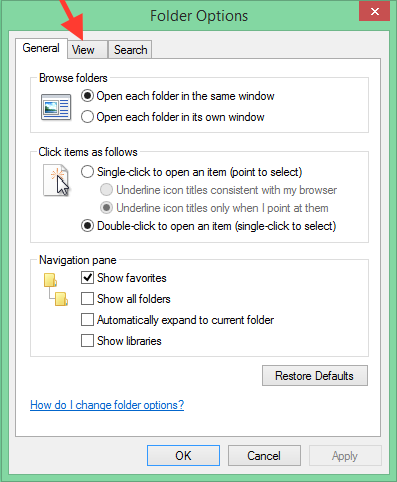 Folder Options
General View Search
Browse folders
Open each folder in the same window
Open each folder in its own window
Click items as follows
Single-click to open an item (point to select)
Underline icon titles consistent with my browser
Underline icon titles only when I point at them
Double-click to open an item (single-click to select)
Navigation pane
Show favorites
Show all folders
Automatically expand to current folder
Show libraries
Restore Defaults
How do I change folder options?
OK Cancel Apply